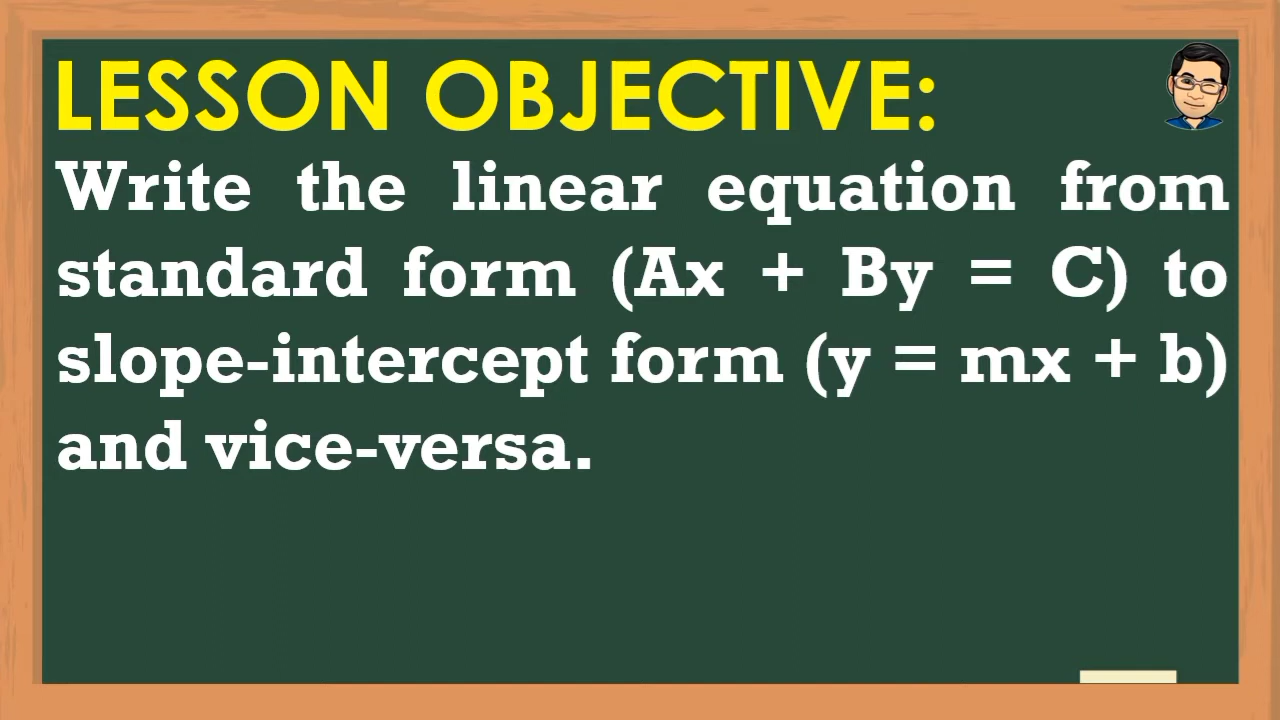 LESSON OBJECTIVE:
Write the linear equation from
standard form (Ax + By = C) to
slope-intercept form (y = mx + b)
and vice-versa.